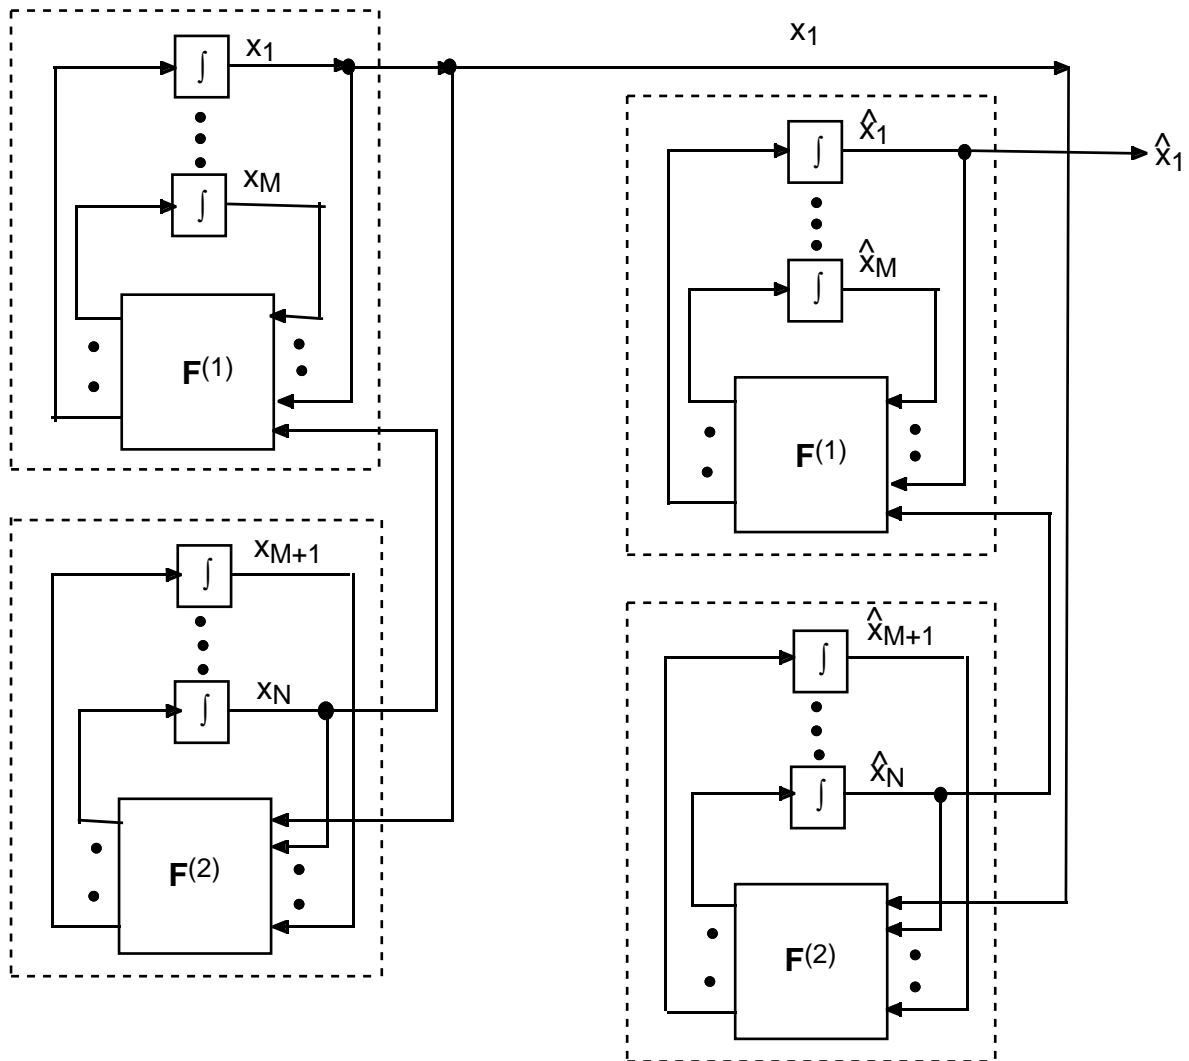 x1
x1
∫
∫
xM
F(1)
x̂1
x̂1
∫
x̂M
∫
F(1)
xM+1
∫
xN
∫
F(2)
x̂M+1
∫
x̂N
∫
F(2)